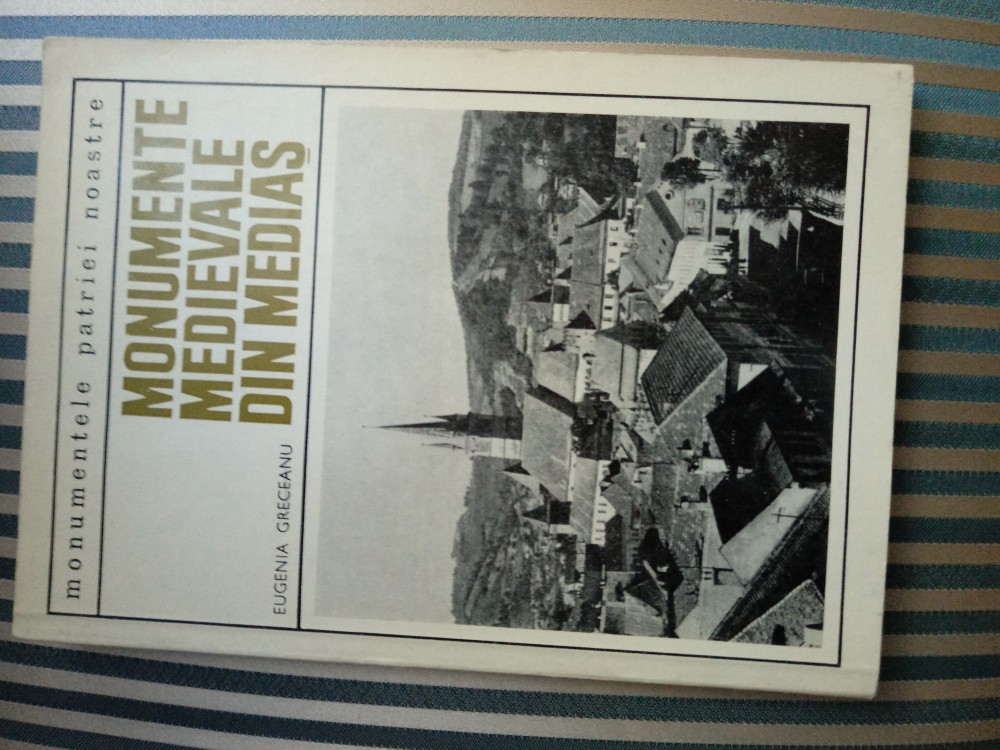 monumentele patriei noastre
MONUMENTE
MEDIEVALE
DIN MEDIAȘ
EUGENIA GRECEANU